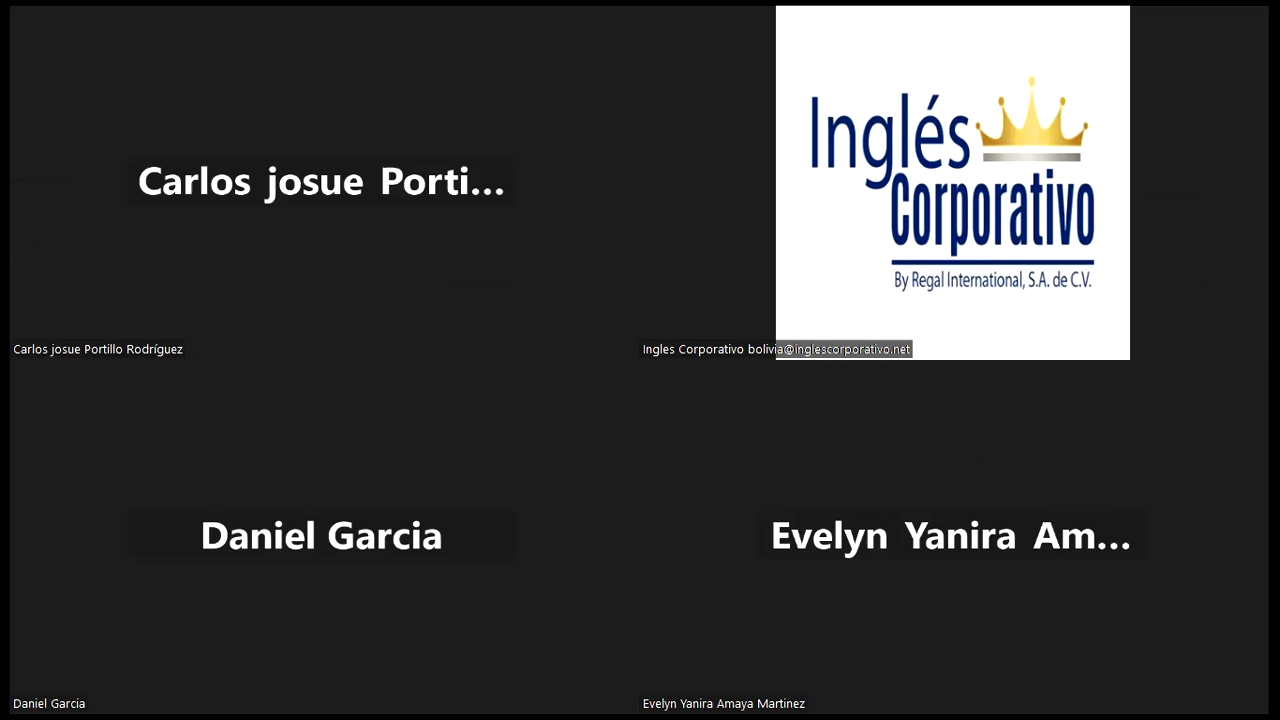 Carlos josue Porti...
Carlos josue Portillo Rodríguez
Inglés
Corporativo
By Regal International, S.A. de C.V.
Ingles Corporativo bolivia@inglescorporativo.net
Daniel Garcia
Daniel Garcia
Evelyn Yanira Am...
Evelyn Yanira Amaya Martinez